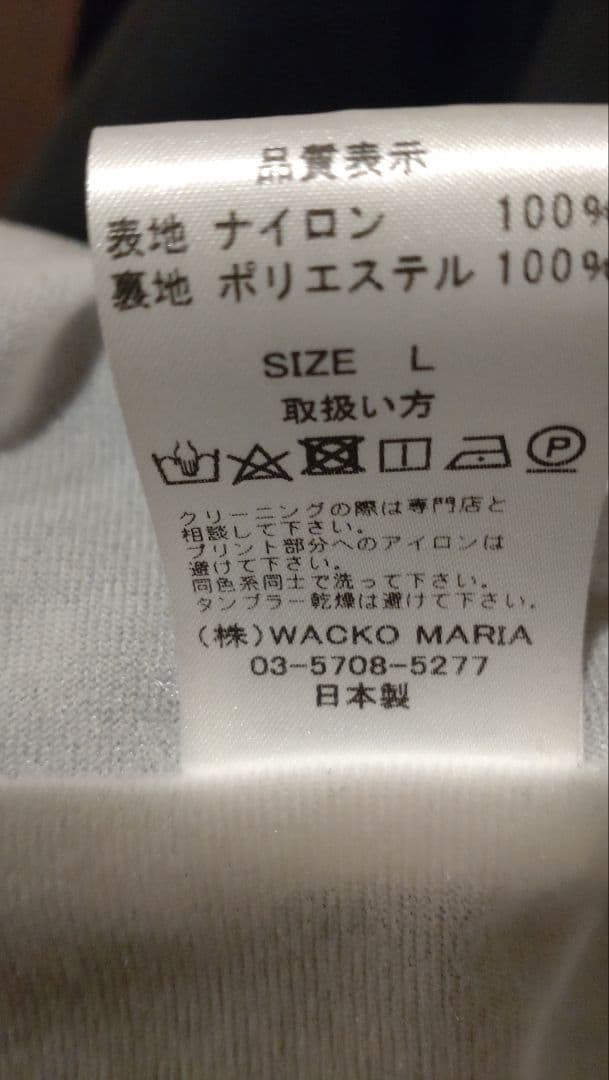 品質表示
表地 ナイロン 100%
裏地 ポリエステル 100%
SIZE L
取扱い方
P
クリーニングの際は専門店と
相談して下さい。
プリント部分へのアイロンは
避けて下さい。
同色系同士で洗って下さい。
タンブラー乾燥は避けて下さい。
(株)WACKO MARIA
03-5708-5277
日本製